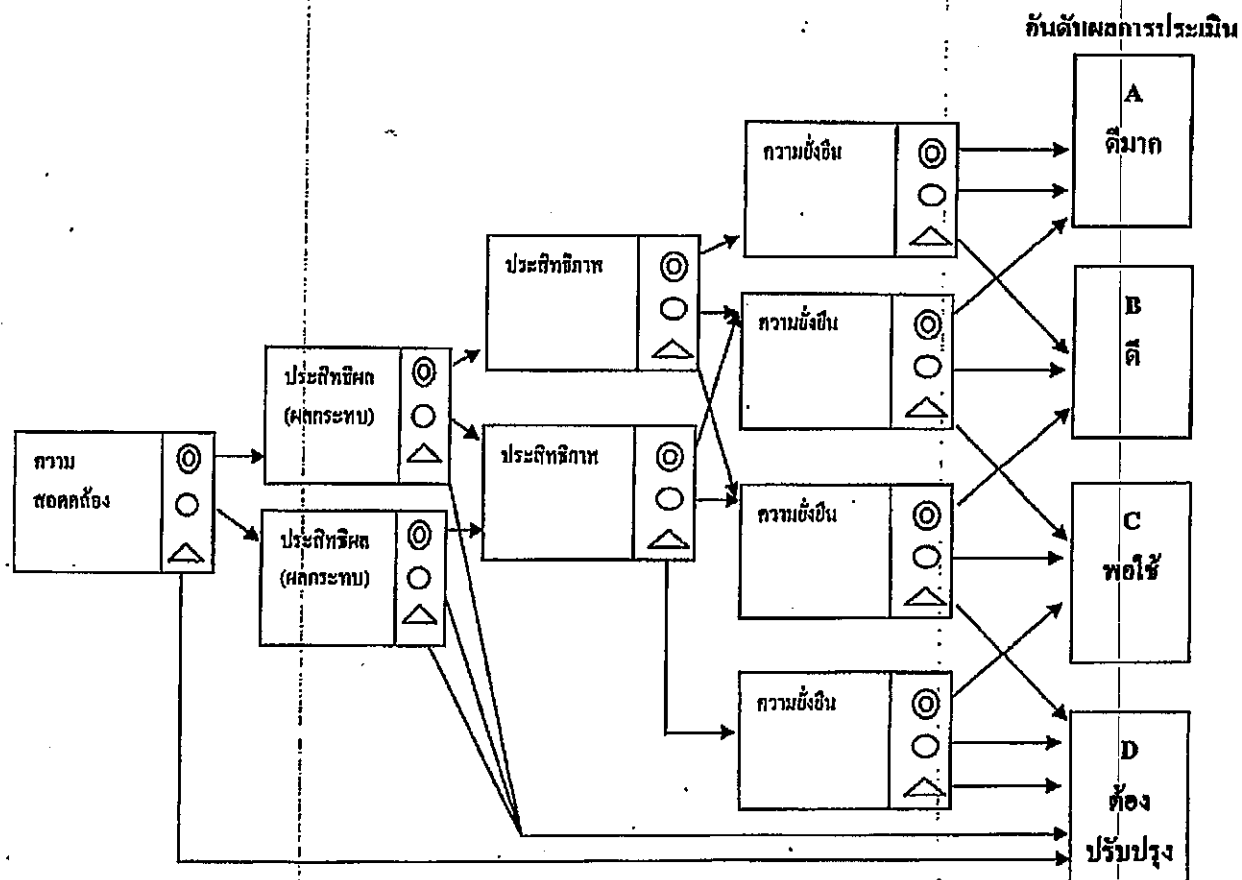 อันดับผลการประเมิน
A
ดีมาก
ความยั่งยืน
ประสิทธิภาพ
B
ดี
ความยั่งยืน
ประสิทธิผล
(ผลกระทบ)
ความ
สอดคล้อง
ประสิทธิภาพ
ความยั่งยืน
C
พอใช้
ประสิทธิผล
(ผลกระทบ)
ความยั่งยืน
D
ต้อง
ปรับปรุง